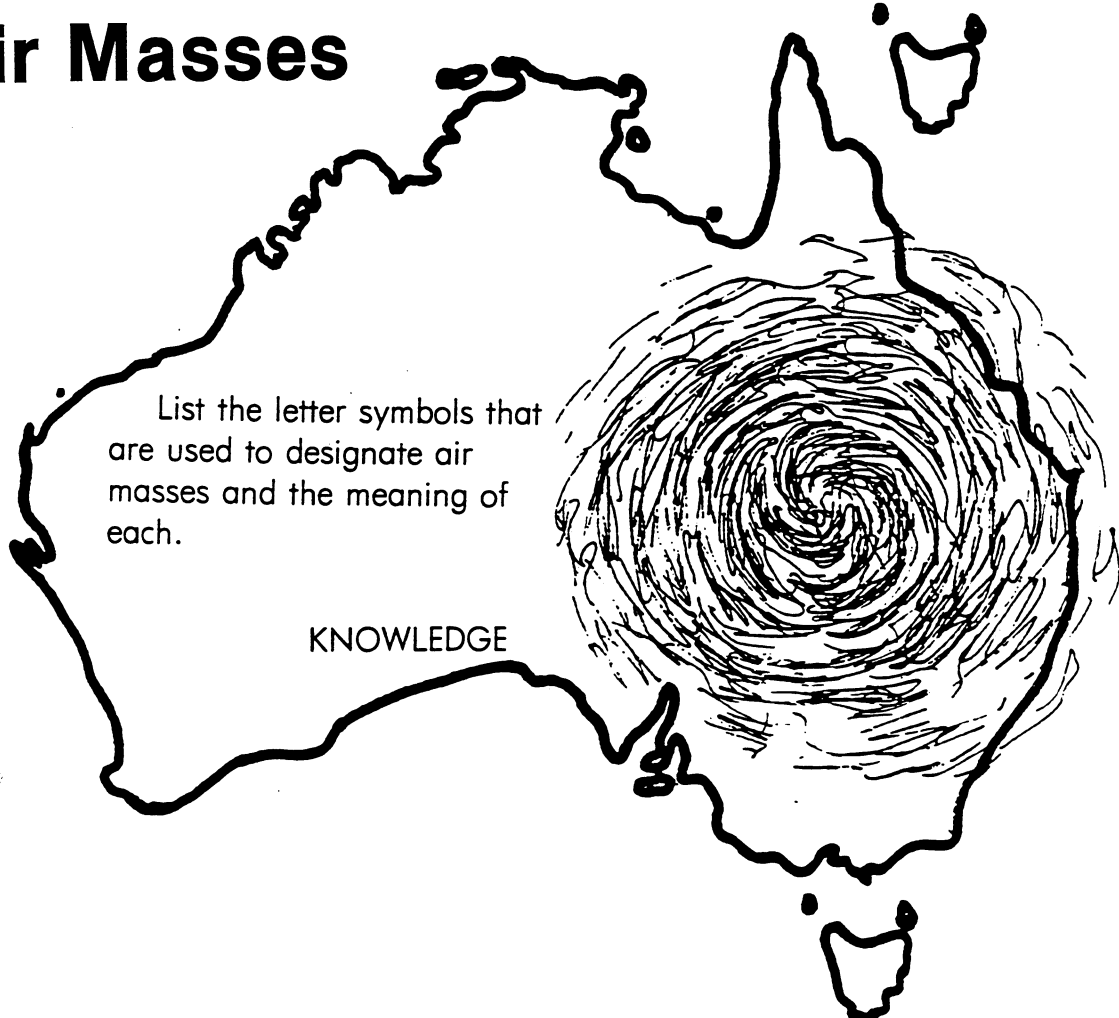 ir Masses
List the letter symbols that
are used to designate air
masses and the meaning of
each.
KNOWLEDGE